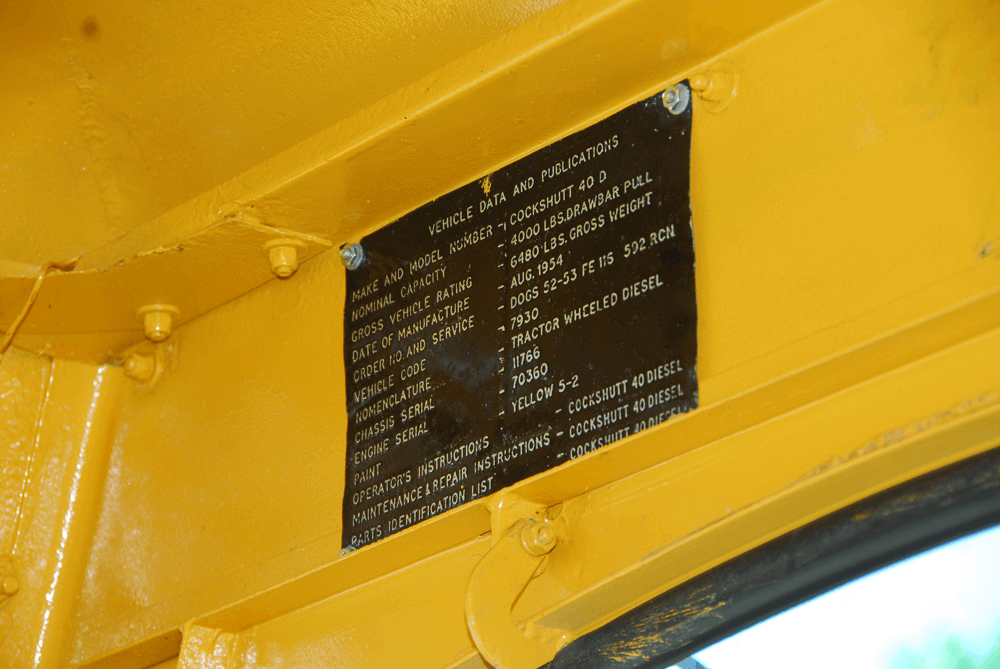 VEHICLE DATA AND PUBLICATIONS
MAKE AND MODEL NUMBER - COCKSHUTT 40 D
NOMINAL CAPACITY - 4000 LBS. DRAWBAR PULL
GROSS VEHICLE RATING - 6480 LBS. GROSS WEIGHT
DATE OF MANUFACTURE - AUG. 1954
ORDER NO. AND SERVICE - DOGS 52-53 FE 116 502 RCN
VEHICLE CODE - 7930
NOMENCLATURE - TRACTOR WHEELED DIESEL
CHASSIS SERIAL - 11766
ENGINE SERIAL - 70360
PAINT - YELLOW 5-2
OPERATOR'S INSTRUCTIONS - COCKSHUTT 40 DIESEL
MAINTENANCE & REPAIR INSTRUCTIONS - COCKSHUTT 40 DIESEL
PARTS IDENTIFICATION LIST - COCKSHUTT 40 DIESEL